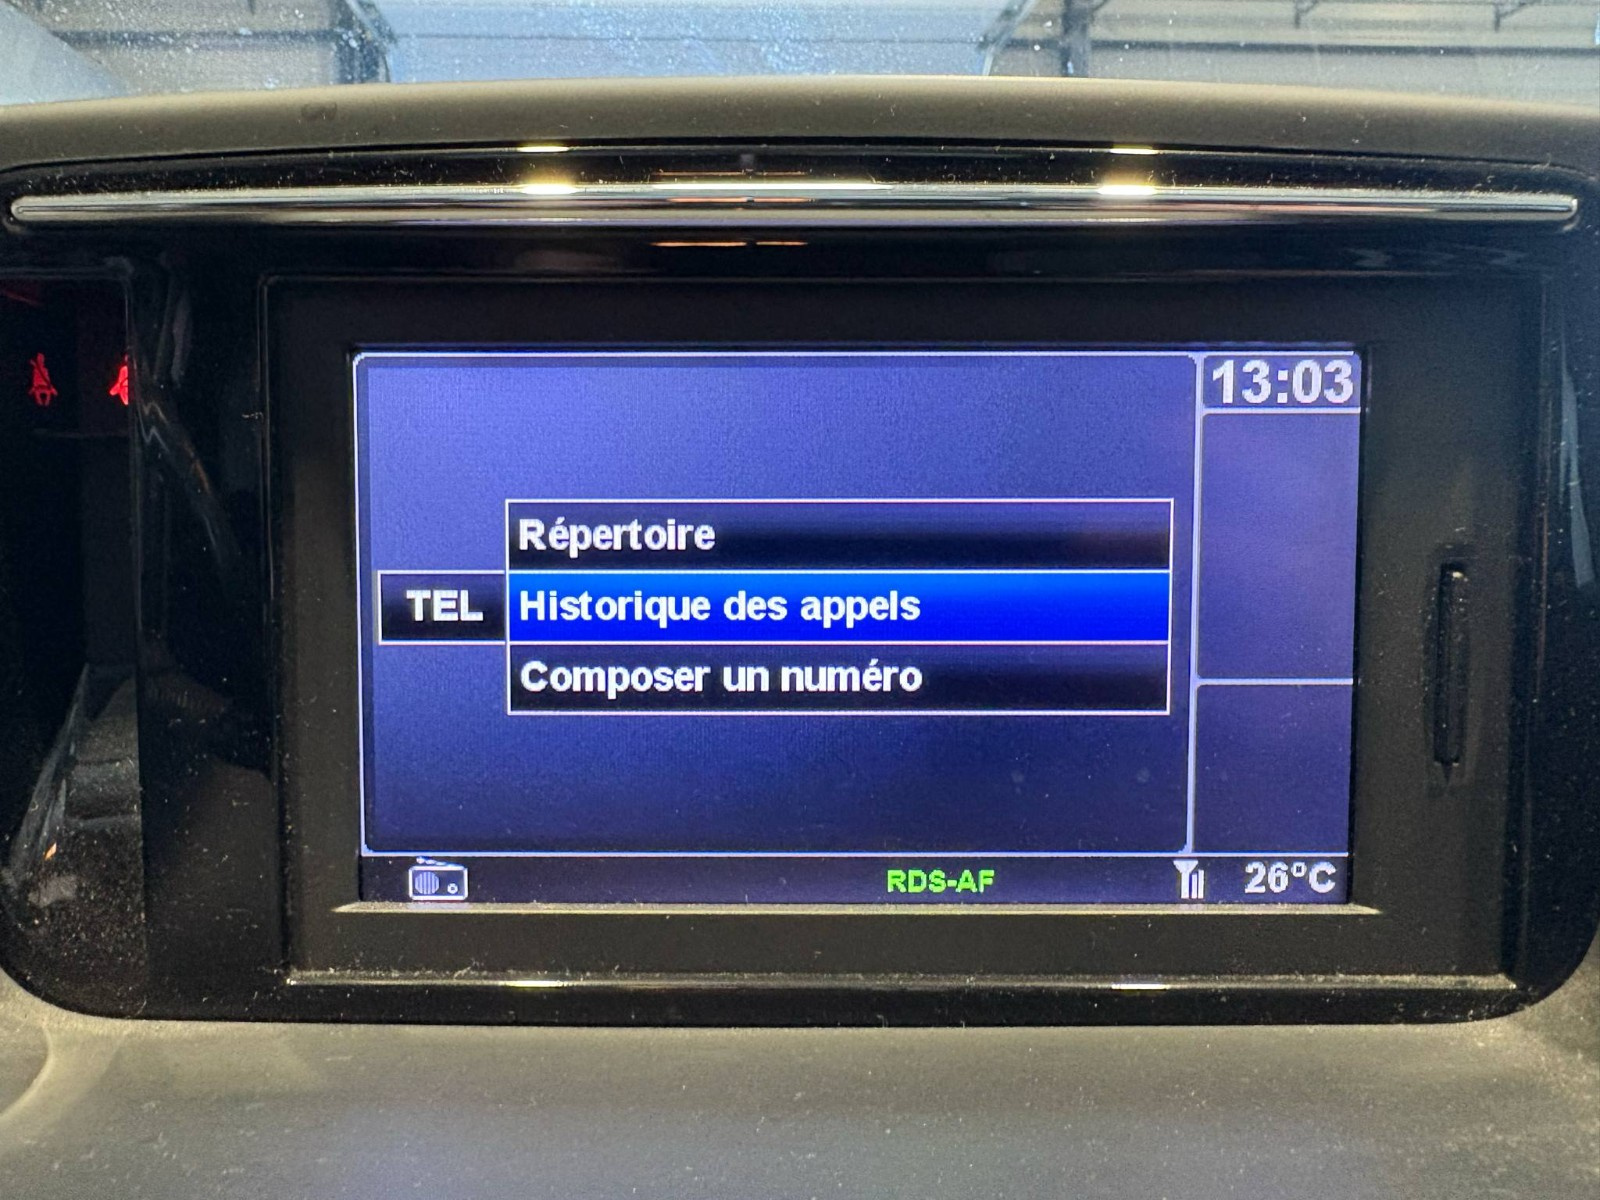 13:03
Répertoire
TEL
Historique des appels
Composer un numéro
RDS-AF
26°C